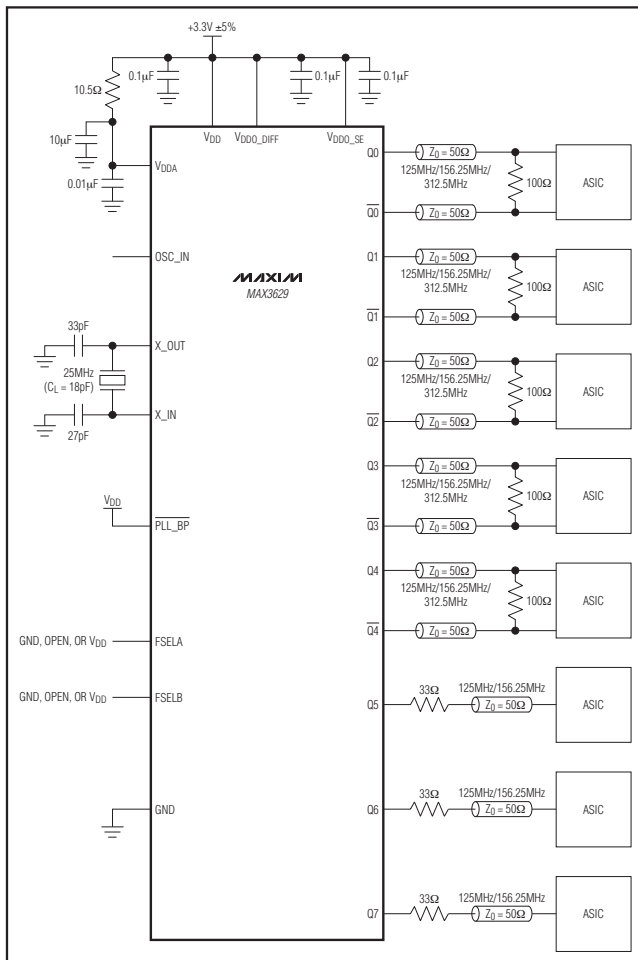 +3.3V ±5%
10.5Ω
0.1μF
0.1μF
0.1μF
10μF
0.01μF
VDD
VDDO_DIFF
VDDO_SE
VDDA
OSC_IN
MAXIM
MAX3629
33pF
X_OUT
25MHz
(CL = 18pF)
X_IN
27pF
VDD
PLL_BP
GND, OPEN, OR VDD
FSELA
GND, OPEN, OR VDD
FSELB
GND
Q0
Z0 = 50Ω
125MHz/156.25MHz/
312.5MHz
100Ω
ASIC
Q0
Z0 = 50Ω
Q1
Z0 = 50Ω
125MHz/156.25MHz/
312.5MHz
100Ω
ASIC
Q1
Z0 = 50Ω
Q2
Z0 = 50Ω
125MHz/156.25MHz/
312.5MHz
100Ω
ASIC
Q2
Z0 = 50Ω
Q3
Z0 = 50Ω
125MHz/156.25MHz/
312.5MHz
100Ω
ASIC
Q3
Z0 = 50Ω
Q4
Z0 = 50Ω
125MHz/156.25MHz/
312.5MHz
100Ω
ASIC
Q4
Z0 = 50Ω
Q5
33Ω
125MHz/156.25MHz
Z0 = 50Ω
ASIC
Q6
33Ω
125MHz/156.25MHz
Z0 = 50Ω
ASIC
Q7
33Ω
125MHz/156.25MHz
Z0 = 50Ω
ASIC